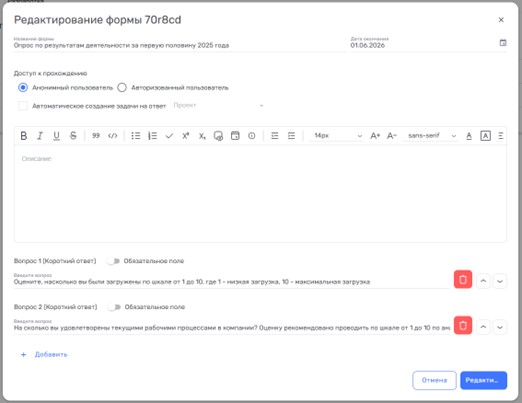 Редактирование формы 70r8cd
Название формы
Опрос по результатам деятельности за первую половину 2025 года
Дата окончания
01.06.2026
Доступ к прохождению
Анонимный пользователь
Авторизованный пользователь
Автоматическое создание задачи на ответ
Проект
B I U S 99 </> X² X₂ 14px A+ A- sans-serif A A
Описание
Вопрос 1 (Короткий ответ)
Обязательное поле
Введите вопрос
Оцените, насколько вы были загружены по шкале от 1 до 10, где 1 - низкая загрузка, 10 - максимальная загрузка
Вопрос 2 (Короткий ответ)
Обязательное поле
Введите вопрос
На сколько вы удовлетворены текущими рабочими процессами в компании? Оценку рекомендовано проводить по шкале от 1 до 10 по ан
+ Добавить
Отмена
Редакти...